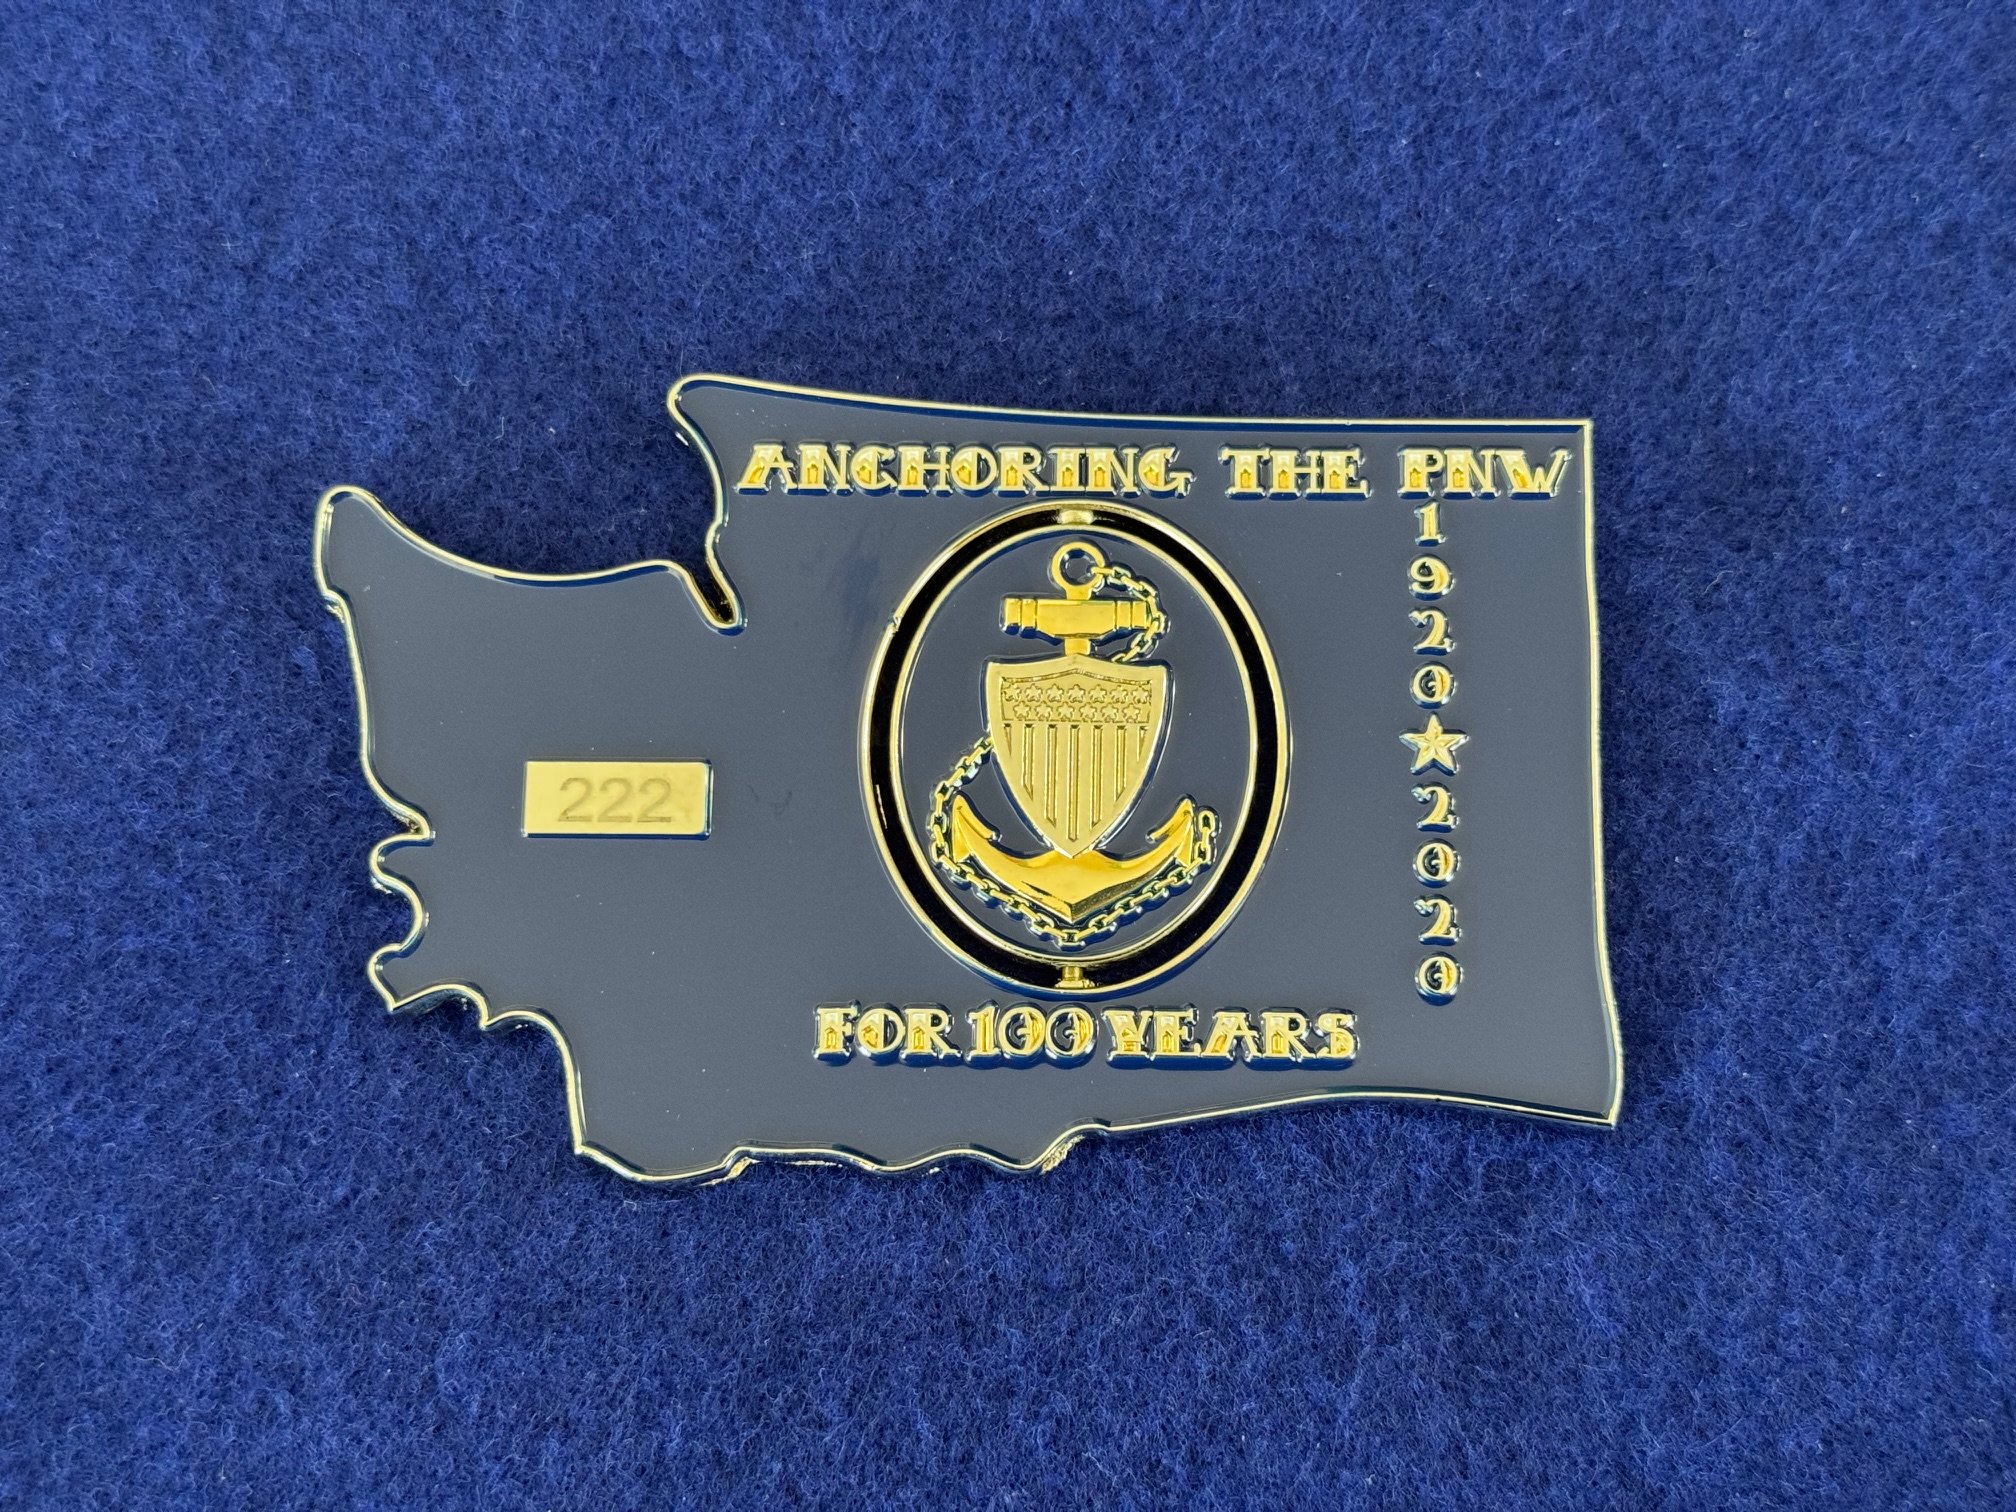 ANCHORING THE PNW
1920★2020
222
FOR 100 YEARS